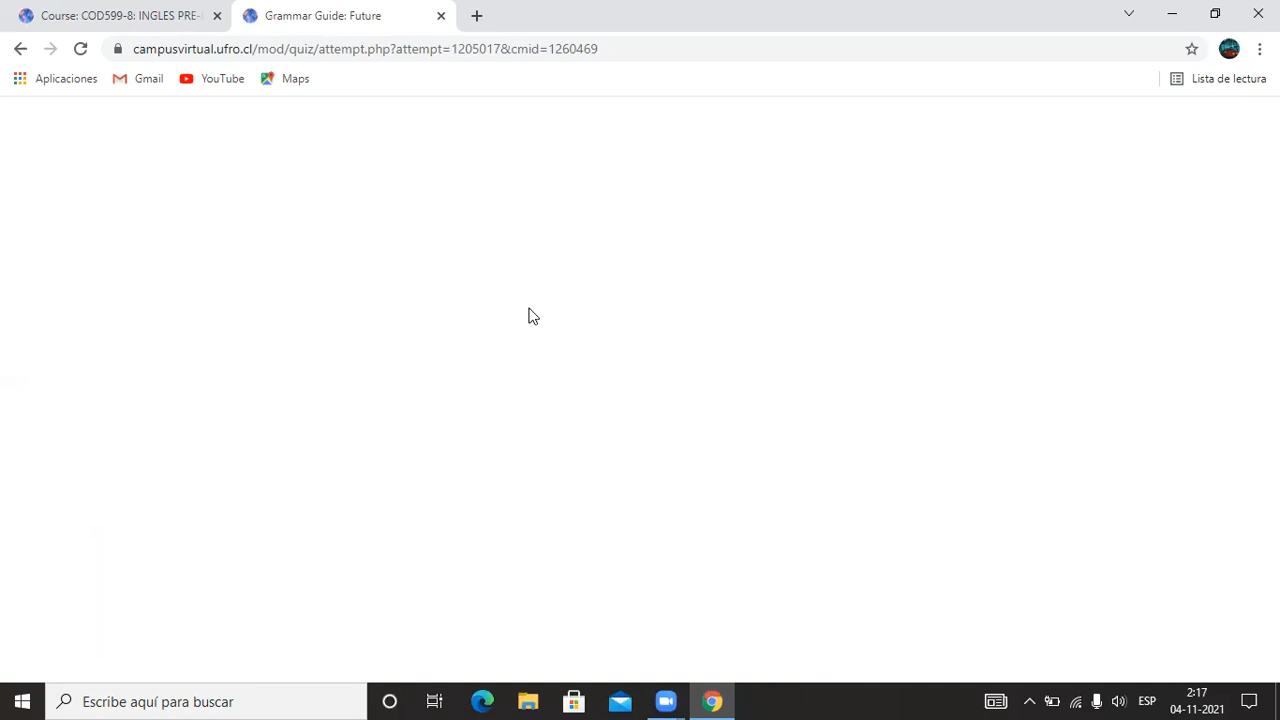 Course: COD599-8: INGLES PRE-
Grammar Guide: Future
campusvirtual.ufro.cl/mod/quiz/attempt.php?attempt=1205017&cmid=1260469
Aplicaciones Gmail YouTube Maps Lista de lectura
Escribe aquí para buscar
ESP
2:17
04-11-2021